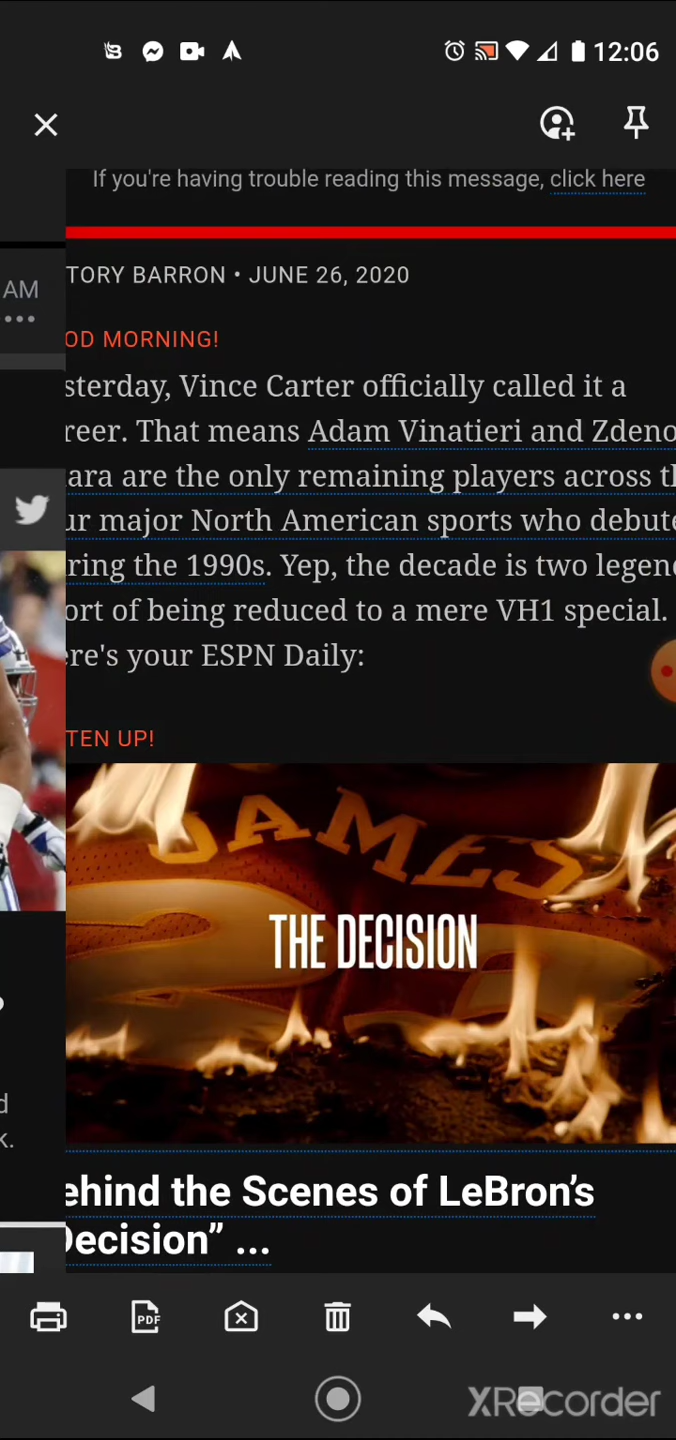 12:06
If you're having trouble reading this message, click here
TORY BARRON • JUNE 26, 2020
AM
OD MORNING!
sterday, Vince Carter officially called it a
reer. That means Adam Vinatieri and Zdeno
ara are the only remaining players across th
ur major North American sports who debute
ring the 1990s. Yep, the decade is two legen
ort of being reduced to a mere VH1 special.
ere's your ESPN Daily:
TEN UP!
JAMES
THE DECISION
d
k.
ehind the Scenes of LeBron's
Decision" ...
PDF
XRecorder